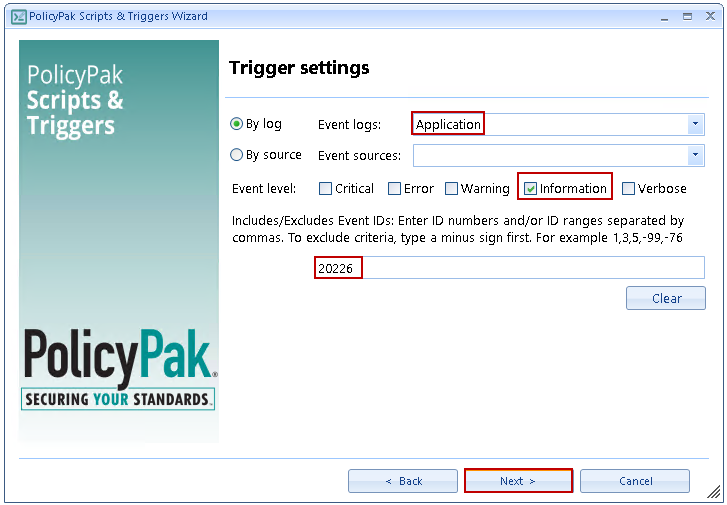 PolicyPak Scripts & Triggers Wizard
PolicyPak
Scripts &
Triggers
Trigger settings
By log Event logs: Application
By source Event sources:
Event level: Critical Error Warning Information Verbose
Includes/Excludes Event IDs: Enter ID numbers and/or ID ranges separated by
commas. To exclude criteria, type a minus sign first. For example 1,3,5,-99,-76
20226
Clear
PolicyPak®
SECURING YOUR STANDARDS.
< Back Next > Cancel